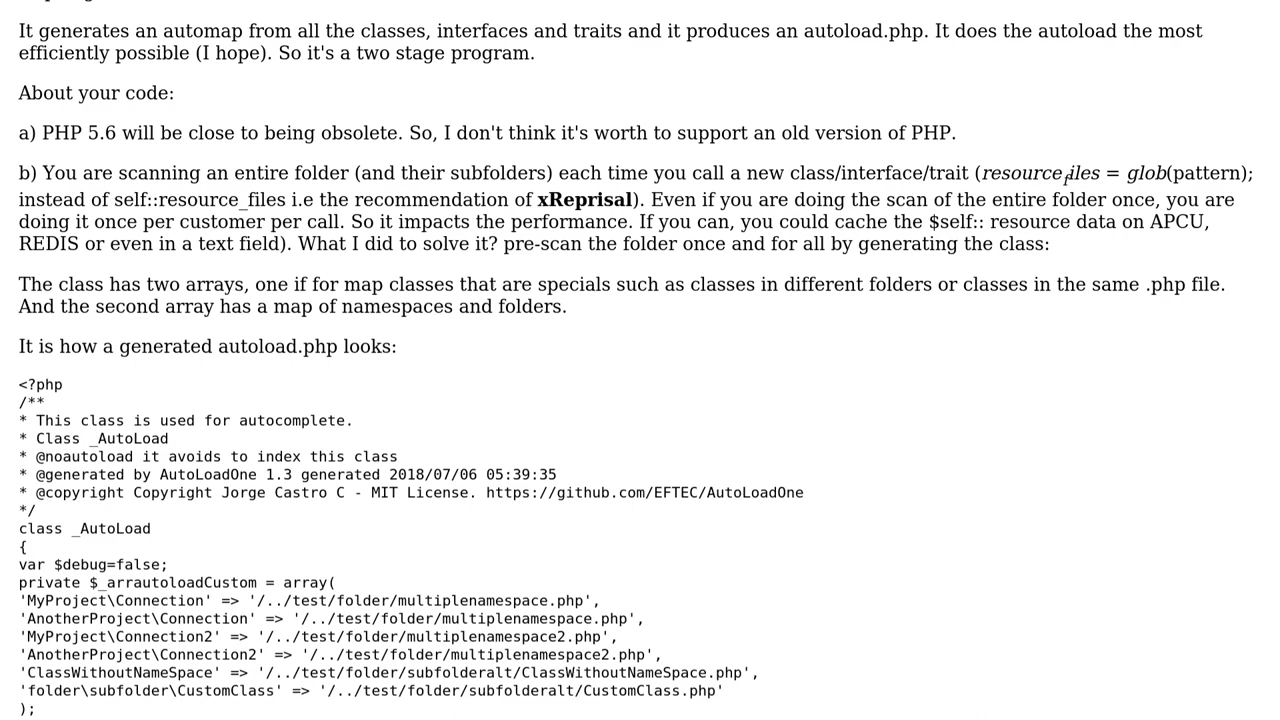 It generates an automap from all the classes, interfaces and traits and it produces an autoload.php. It does the autoload the most
efficiently possible (I hope). So it's a two stage program.
About your code:
a) PHP 5.6 will be close to being obsolete. So, I don't think it's worth to support an old version of PHP.
b) You are scanning an entire folder (and their subfolders) each time you call a new class/interface/trait (resource_files = glob(pattern);
instead of self::resource_files i.e the recommendation of xReprisal). Even if you are doing the scan of the entire folder once, you are
doing it once per customer per call. So it impacts the performance. If you can, you could cache the $self:: resource data on APCU,
REDIS or even in a text field). What I did to solve it? pre-scan the folder once and for all by generating the class:
The class has two arrays, one if for map classes that are specials such as classes in different folders or classes in the same .php file.
And the second array has a map of namespaces and folders.
It is how a generated autoload.php looks:
<?php
/**
* This class is used for autocomplete.
* Class _AutoLoad
* @noautoload it avoids to index this class
* @generated by AutoLoadOne 1.3 generated 2018/07/06 05:39:35
* @copyright Copyright Jorge Castro C - MIT License. https://github.com/EFTEC/AutoLoadOne
*/
class _AutoLoad
{
var $debug=false;
private $_arrautoloadCustom = array(
'MyProject\Connection' => '/../test/folder/multiplenamespace.php',
'AnotherProject\Connection' => '/../test/folder/multiplenamespace.php',
'MyProject\Connection2' => '/../test/folder/multiplenamespace2.php',
'AnotherProject\Connection2' => '/../test/folder/multiplenamespace2.php',
'ClassWithoutNameSpace' => '/../test/folder/subfolderalt/ClassWithoutNameSpace.php',
'folder\subfolder\CustomClass' => '/../test/folder/subfolderalt/CustomClass.php'
);